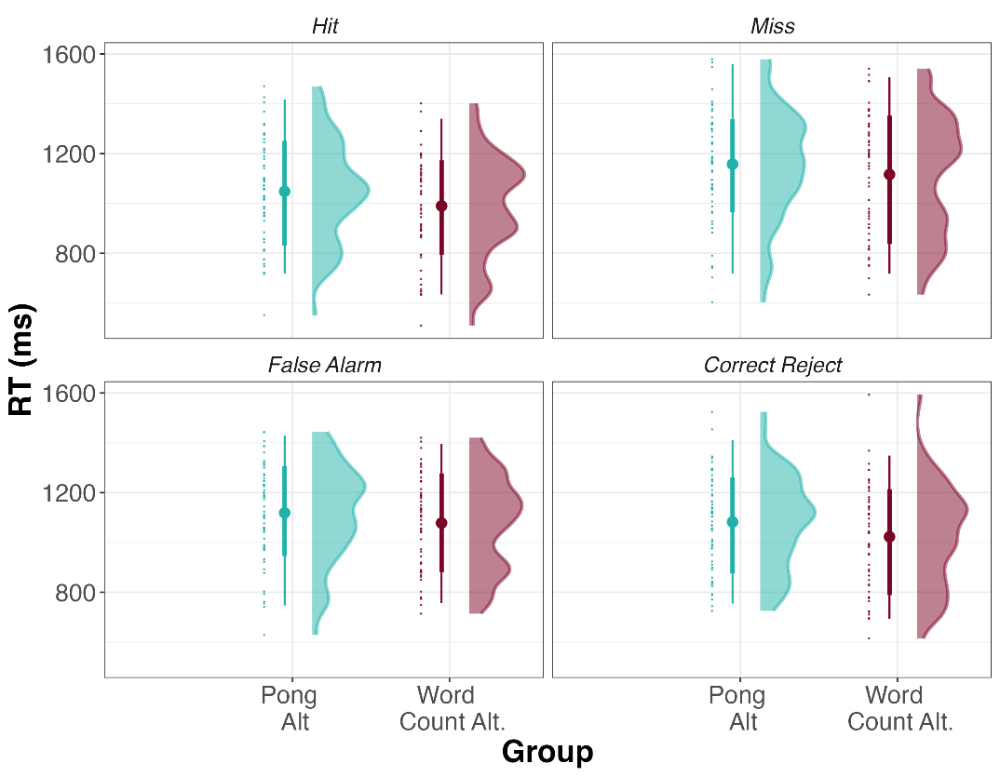 Hit
Miss
1600
1200
800
False Alarm
Correct Reject
1600
1200
800
RT (ms)
Pong
Alt
Word
Count Alt.
Pong
Alt
Word
Count Alt.
Group